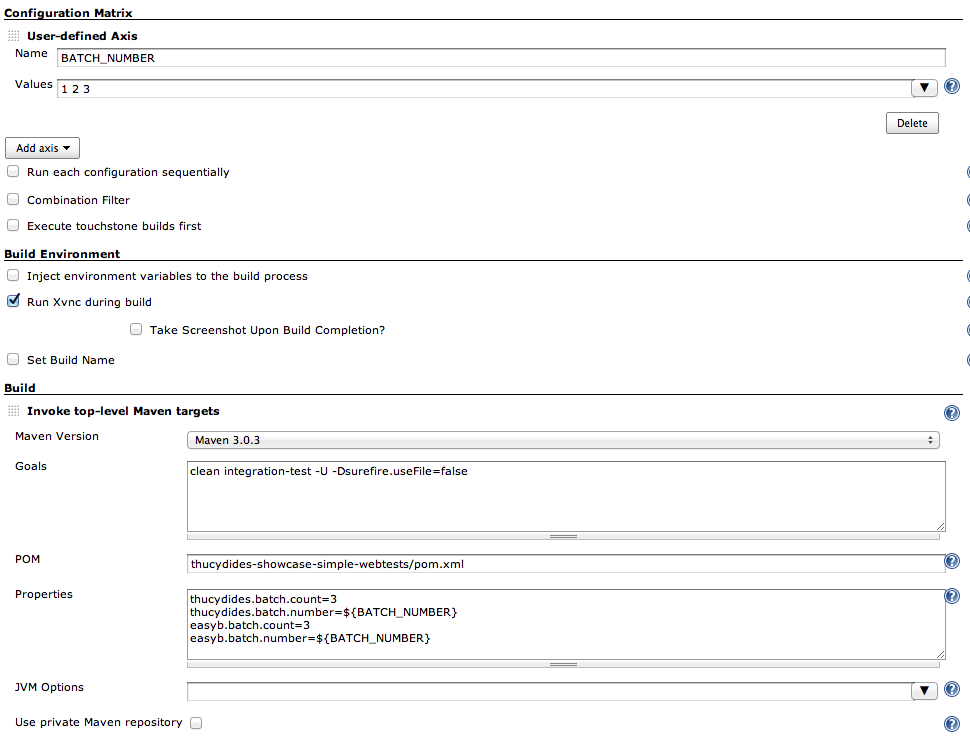 Configuration Matrix
User-defined Axis
Name
BATCH_NUMBER
Values
1 2 3
Delete
Add axis
Run each configuration sequentially
Combination Filter
Execute touchstone builds first
Build Environment
Inject environment variables to the build process
Run Xvnc during build
Take Screenshot Upon Build Completion?
Set Build Name
Build
Invoke top-level Maven targets
Maven Version
Maven 3.0.3
Goals
clean integration-test -U -Dsurefire.useFile=false
POM
thucydides-showcase-simple-webtests/pom.xml
Properties
thucydides.batch.count=3
thucydides.batch.number=${BATCH_NUMBER}
easyb.batch.count=3
easyb.batch.number=${BATCH_NUMBER}
JVM Options
Use private Maven repository